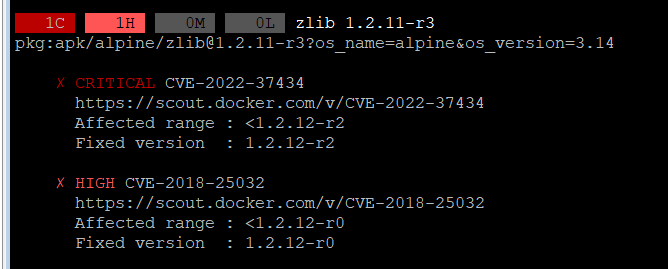 1C 1H 0M 0L zlib 1.2.11-r3
pkg:apk/alpine/zlib@1.2.11-r3?os_name=alpine&os_version=3.14
✗ CRITICAL CVE-2022-37434
https://scout.docker.com/v/CVE-2022-37434
Affected range : <1.2.12-r2
Fixed version : 1.2.12-r2
✗ HIGH CVE-2018-25032
https://scout.docker.com/v/CVE-2018-25032
Affected range : <1.2.12-r0
Fixed version : 1.2.12-r0